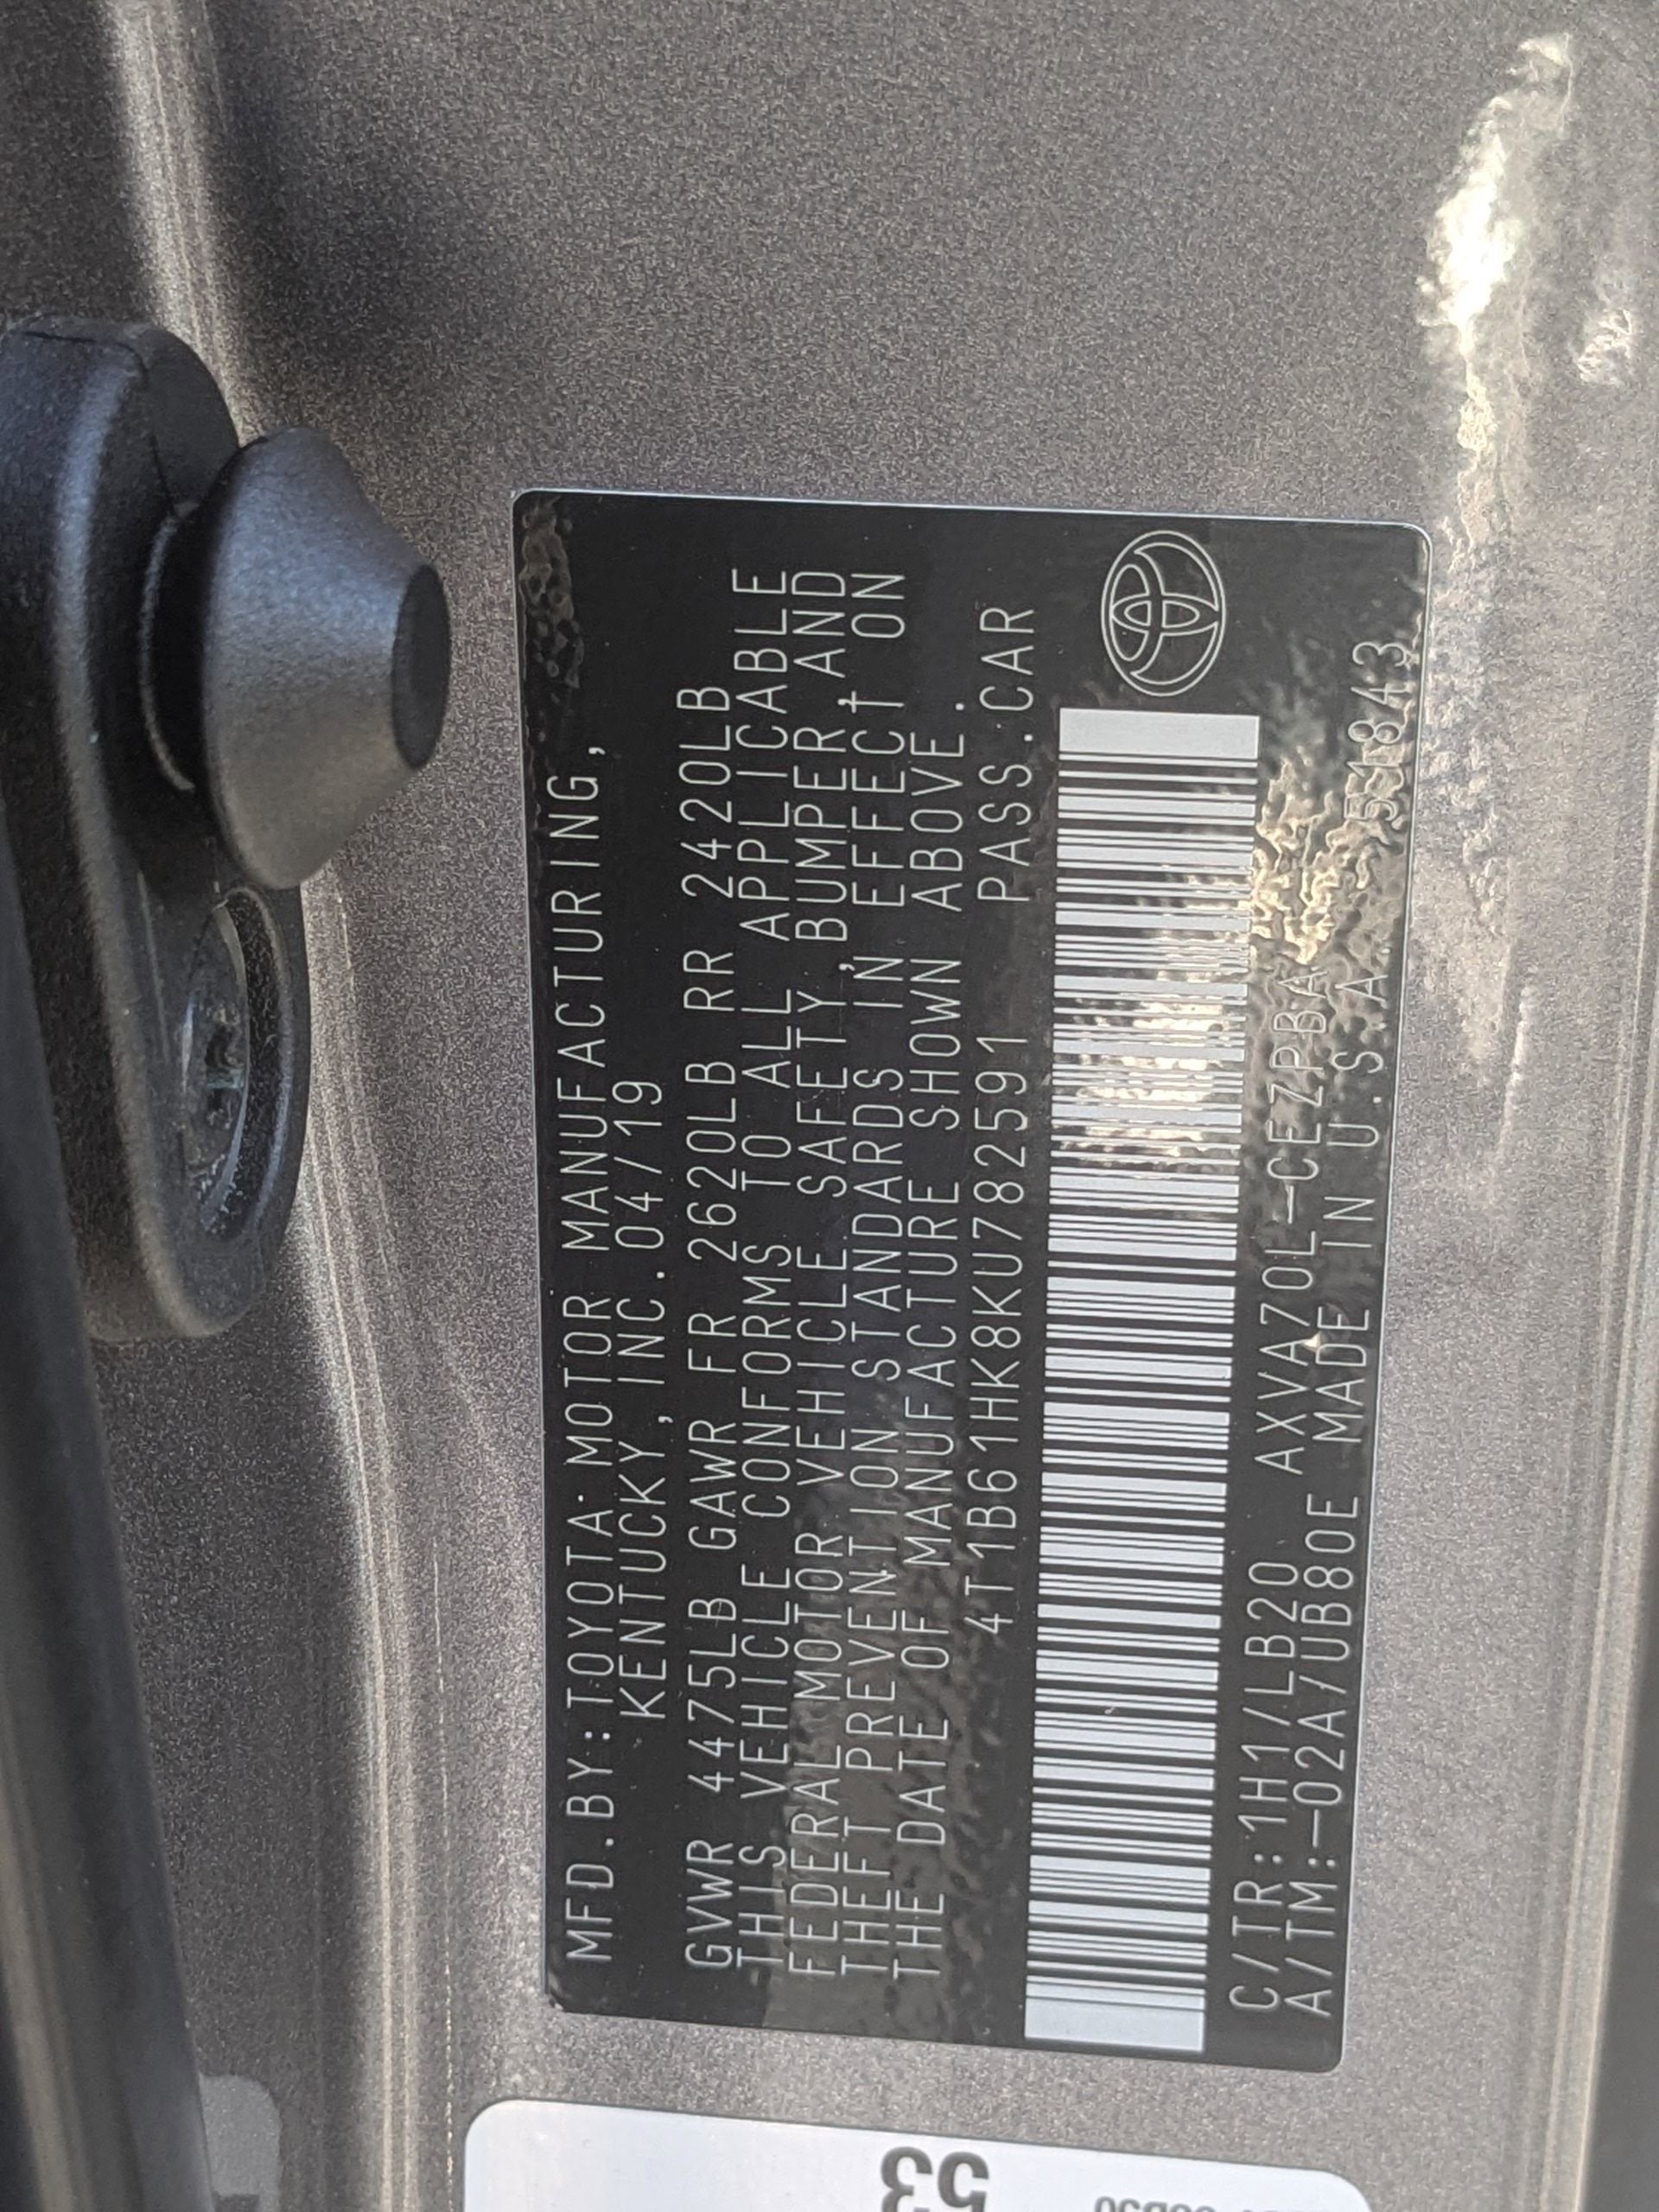 MFD.BY:TOYOTA MOTOR MANUFACTURING,
KENTUCKY, INC.04/19
GVWR 4475LB GAWR FR 2620LB RR 2420LB
THIS VEHICLE CONFORMS TO ALL APPLICABLE
FEDERAL MOTOR VEHICLE SAFETY, BUMPER, AND
THEFT PREVENTION STANDARDS IN EFFECT ON
THE DATE OF MANUFACTURE SHOWN ABOVE.
4T1B61HK8KU782591 PASS.CAR
C/TR:1H1/LB20 AXVA70L-CEZPBA
A/TM:-02A/UB80E MADE IN U.S.A. 51843
53